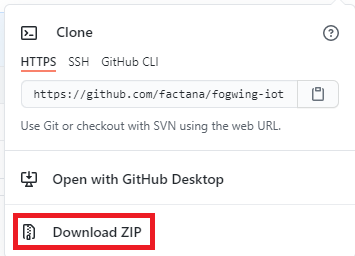 Clone
HTTPS SSH GitHub CLI
https://github.com/factana/fogwing-iot
Use Git or checkout with SVN using the web URL.
Open with GitHub Desktop
Download ZIP